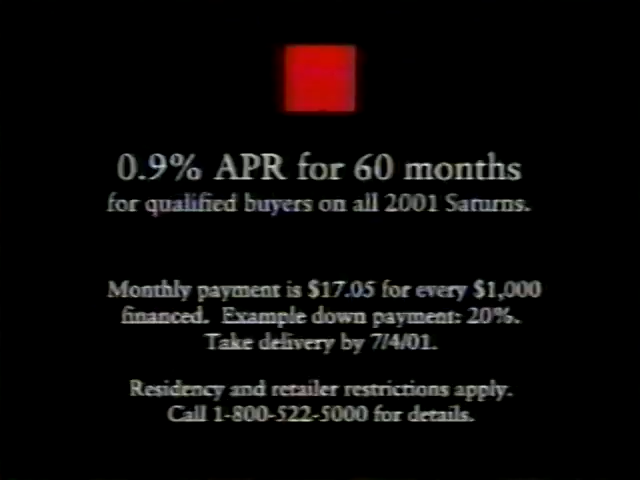 0.9% APR for 60 months
for qualified buyers on all 2001 Saturns.
Monthly payment is $17.05 for every $1,000
financed. Example down payment: 20%.
Take delivery by 7/4/01.
Residency and retailer restrictions apply.
Call 1-800-522-5000 for details.